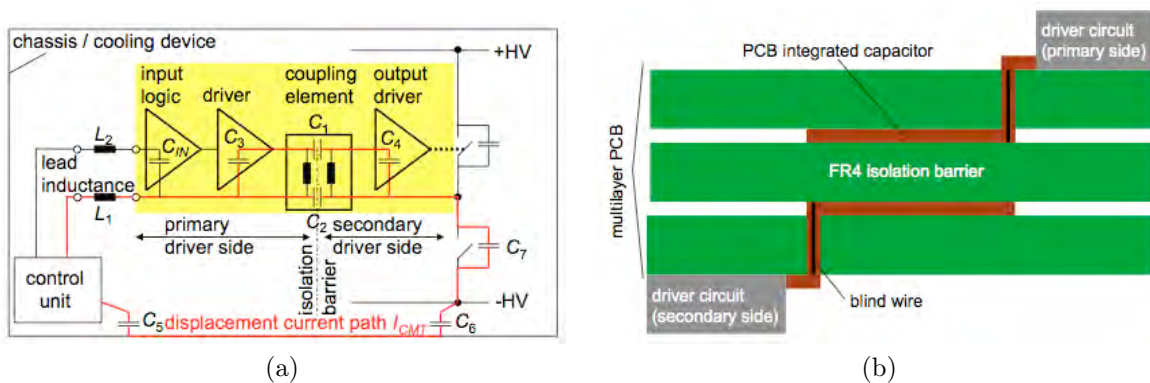 chassis / cooling device
+HV
input
logic
driver
coupling
element
output
driver
C1
L2
CIN
C3
C4
lead
inductance
L1
C2
primary
driver side
secondary
driver side
C7
isolation
barrier
control
unit
-HV
C5
displacement current path ICMT
C6
(a)
driver circuit
(primary side)
PCB integrated capacitor
multilayer PCB
FR4 isolation barrier
driver circuit
(secondary side)
blind wire
(b)